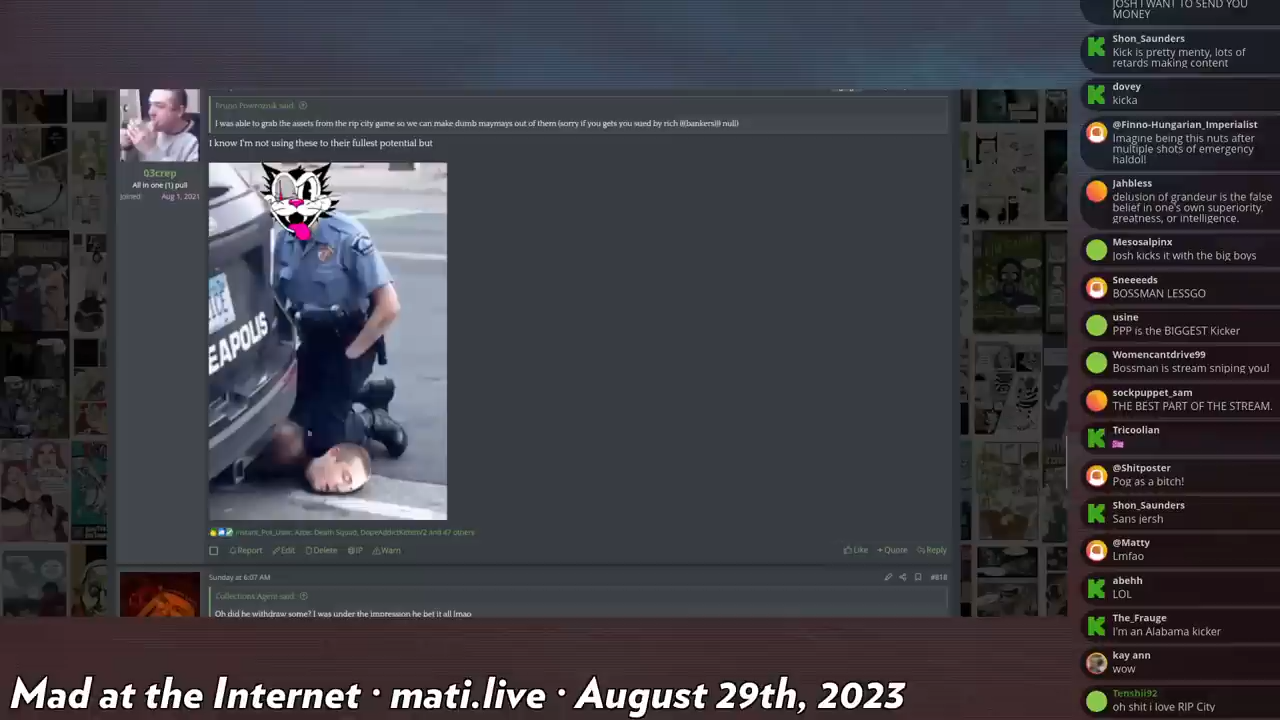 Bruno Powroznik said:
I was able to grab the assets from the rip city game so we can make dumb maymays out of them (sorry if you gets you sued by rich (((bankers))) null)
I know I'm not using these to their fullest potential but
03crep
All in one (1) pull
Joined: Aug 1, 2021
EAPOLIS
Report Edit Delete IP Warn
Like + Quote Reply
Sunday at 6:07 AM
#818
Collections Agent said:
Oh did he withdraw some? I was under the impression he bet it all lmao
JOSH I WANT TO SEND YOU
MONEY
Shon_Saunders
Kick is pretty menty, lots of
retards making content
dovey
kicka
@Finno-Hungarian_Imperialist
Imagine being this nuts after
multiple shots of emergency
haldol!
Jahbless
delusion of grandeur is the false
belief in one's own superiority,
greatness, or intelligence.
Mesosalpinx
Josh kicks it with the big boys
Sneeeds
BOSSMAN LESSGO
usine
PPP is the BIGGEST Kicker
Womencantdrive99
Bossman is stream sniping you!
sockpuppet_sam
THE BEST PART OF THE STREAM.
Tricoolian
@Shitposter
Pog as a bitch!
Shon_Saunders
Sans jersh
@Matty
Lmfao
abehh
LOL
The_Frauge
I'm an Alabama kicker
kay ann
wow
Tenshii92
oh shit i love RIP City
Mad at the Internet · mati.live · August 29th, 2023